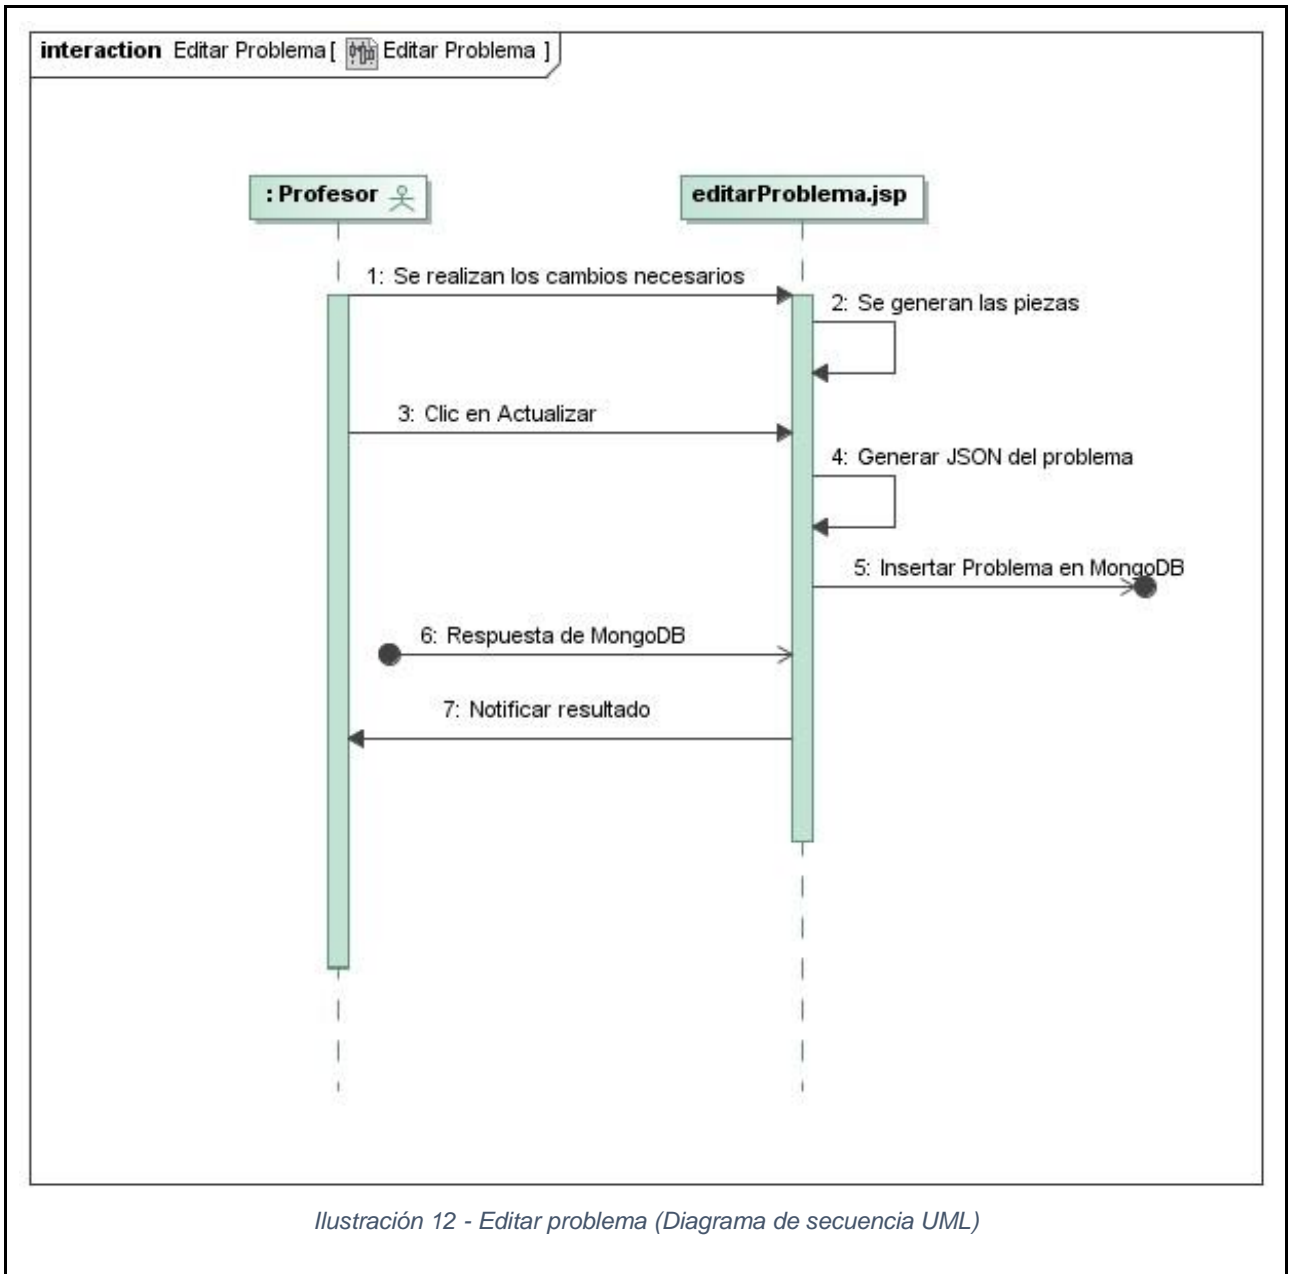 interaction Editar Problema[ Editar Problema ]
: Profesor
editarProblema.jsp
1: Se realizan los cambios necesarios
2: Se generan las piezas
3: Clic en Actualizar
4: Generar JSON del problema
5: Insertar Problema en MongoDB
6: Respuesta de MongoDB
7: Notificar resultado
Ilustración 12 - Editar problema (Diagrama de secuencia UML)